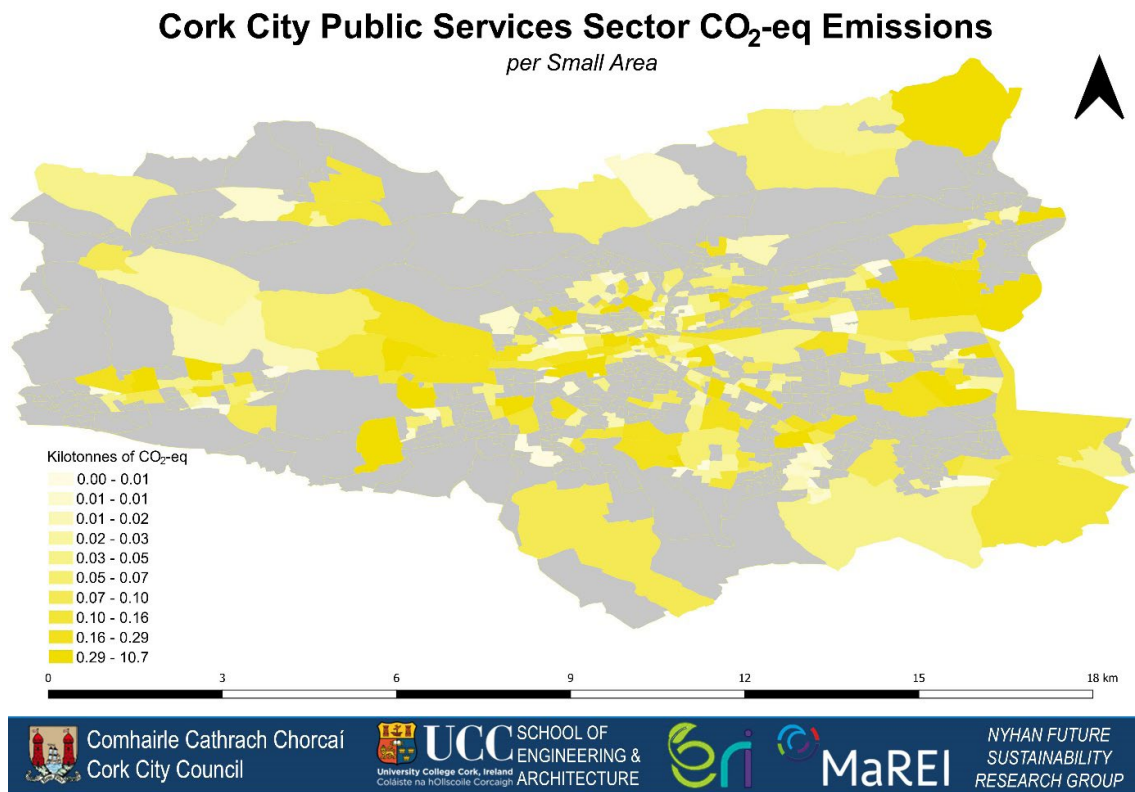 Cork City Public Services Sector CO₂-eq Emissions
per Small Area
Kilotonnes of CO₂-eq
0.00 - 0.01
0.01 - 0.01
0.01 - 0.02
0.02 - 0.03
0.03 - 0.05
0.05 - 0.07
0.07 - 0.10
0.10 - 0.16
0.16 - 0.29
0.29 - 10.7
0 3 6 9 12 15 18 km
Comhairle Cathrach Chorcaí
Cork City Council
UCC
University College Cork, Ireland
Coláiste na hOllscoile Corcaigh
SCHOOL OF
ENGINEERING &
ARCHITECTURE
eri
MaREI
NYHAN FUTURE
SUSTAINABILITY
RESEARCH GROUP